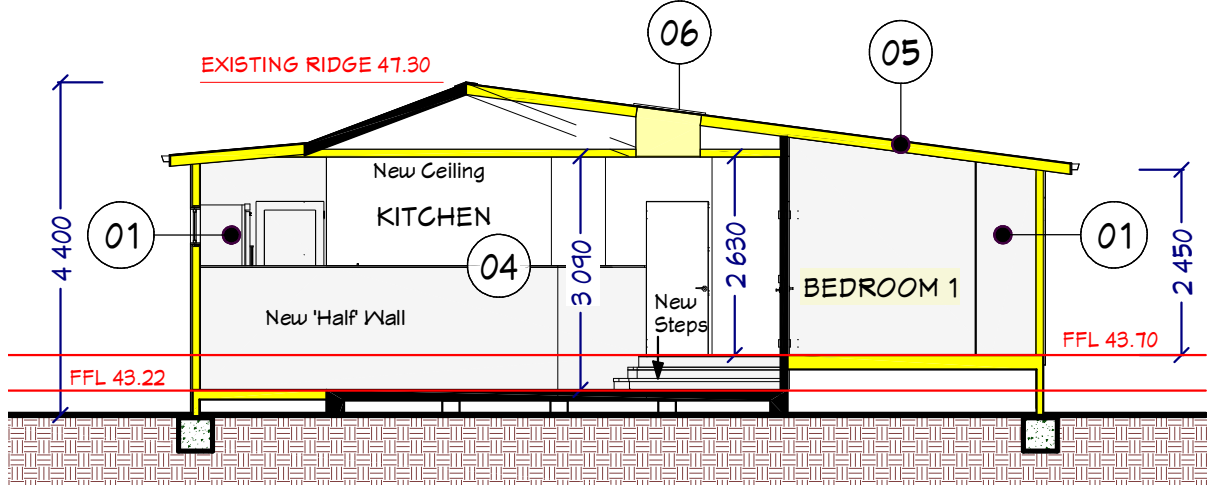 06
05
EXISTING RIDGE 47.30
New Ceiling
KITCHEN
01
04
01
4 400
3 090
2 630
2 450
BEDROOM 1
New 'Half' Wall
New
Steps
FFL 43.70
FFL 43.22